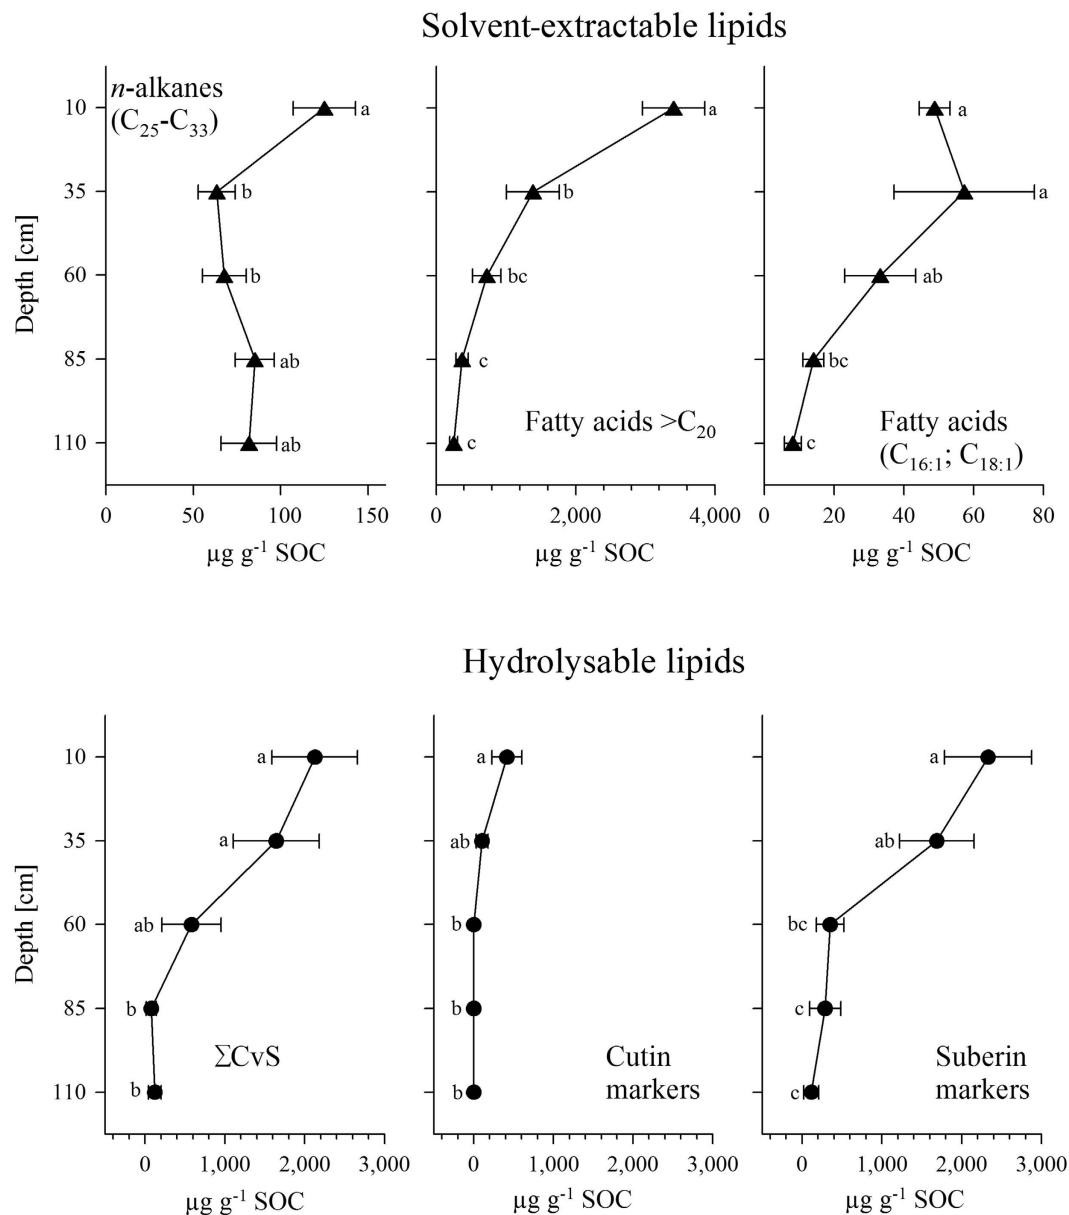 Solvent-extractable lipids
n-alkanes
(C25-C33)
10
35
60
85
110
Depth [cm]
a
b
b
ab
ab
0
50
100
150
µg g-1 SOC
a
b
bc
c
c
Fatty acids >C20
0
2,000
4,000
µg g-1 SOC
a
a
ab
bc
c
Fatty acids
(C16:1; C18:1)
0
20
40
60
80
µg g-1 SOC
Hydrolysable lipids
10
35
60
85
110
Depth [cm]
a
a
ab
b
b
∑CvS
0
1,000
2,000
3,000
µg g-1 SOC
a
ab
b
b
b
Cutin
markers
0
1,000
2,000
3,000
µg g-1 SOC
a
ab
bc
c
c
Suberin
markers
0
1,000
2,000
3,000
µg g-1 SOC